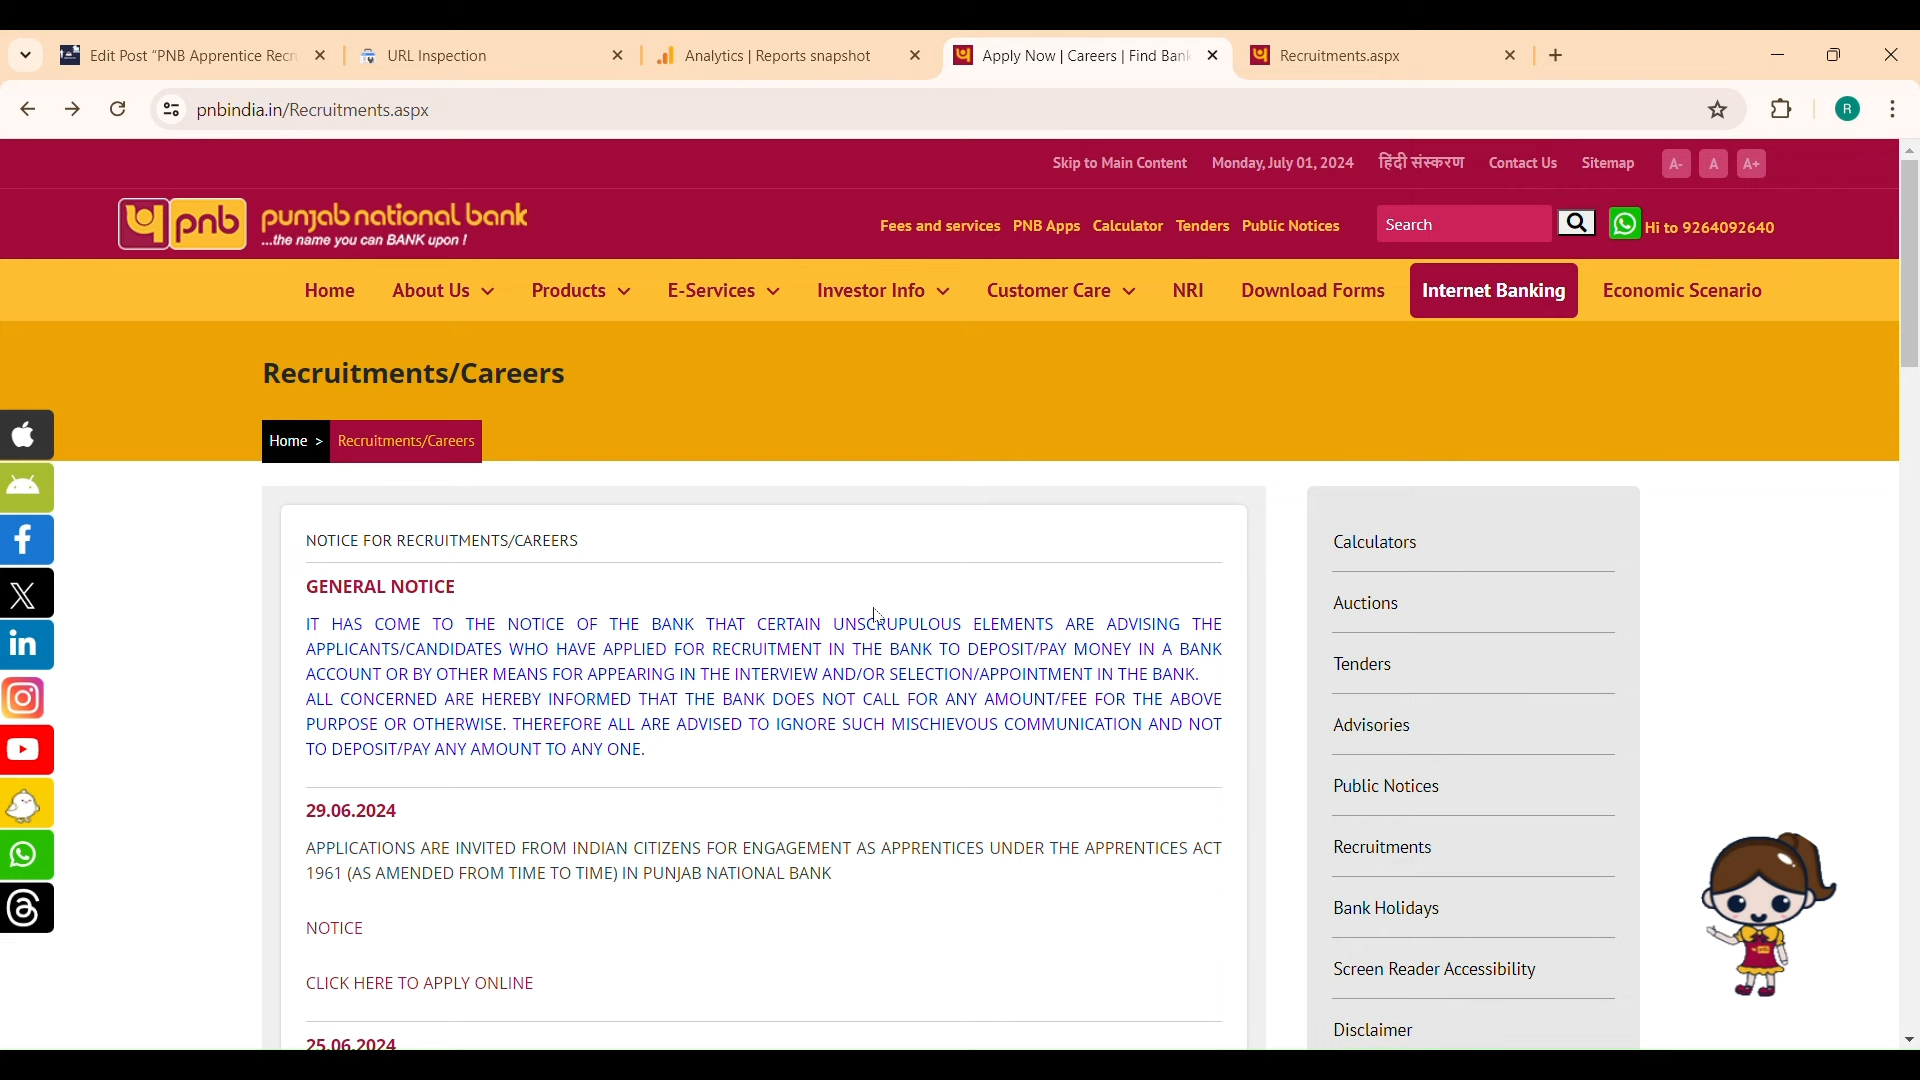 Edit Post "PNB Apprentice Recru
URL Inspection
Analytics | Reports snapshot
Apply Now | Careers | Find Bank
Recruitments.aspx
pnbindia.in/Recruitments.aspx
R
Skip to Main Content
Monday, July 01, 2024
हिंदी संस्करण
Contact Us
Sitemap
A-
A
A+
pnb
punjab national bank
...the name you can BANK upon !
Fees and services
PNB Apps
Calculator
Tenders
Public Notices
Search
Hi to 9264092640
Home
About Us
Products
E-Services
Investor Info
Customer Care
NRI
Download Forms
Internet Banking
Economic Scenario
Recruitments/Careers
Home >
Recruitments/Careers
NOTICE FOR RECRUITMENTS/CAREERS
GENERAL NOTICE
IT HAS COME TO THE NOTICE OF THE BANK THAT CERTAIN UNSCRUPULOUS ELEMENTS ARE ADVISING THE
APPLICANTS/CANDIDATES WHO HAVE APPLIED FOR RECRUITMENT IN THE BANK TO DEPOSIT/PAY MONEY IN A BANK
ACCOUNT OR BY OTHER MEANS FOR APPEARING IN THE INTERVIEW AND/OR SELECTION/APPOINTMENT IN THE BANK.
ALL CONCERNED ARE HEREBY INFORMED THAT THE BANK DOES NOT CALL FOR ANY AMOUNT/FEE FOR THE ABOVE
PURPOSE OR OTHERWISE. THEREFORE ALL ARE ADVISED TO IGNORE SUCH MISCHIEVOUS COMMUNICATION AND NOT
TO DEPOSIT/PAY ANY AMOUNT TO ANY ONE.
29.06.2024
APPLICATIONS ARE INVITED FROM INDIAN CITIZENS FOR ENGAGEMENT AS APPRENTICES UNDER THE APPRENTICES ACT
1961 (AS AMENDED FROM TIME TO TIME) IN PUNJAB NATIONAL BANK
NOTICE
CLICK HERE TO APPLY ONLINE
25.06.2024
Calculators
Auctions
Tenders
Advisories
Public Notices
Recruitments
Bank Holidays
Screen Reader Accessibility
Disclaimer